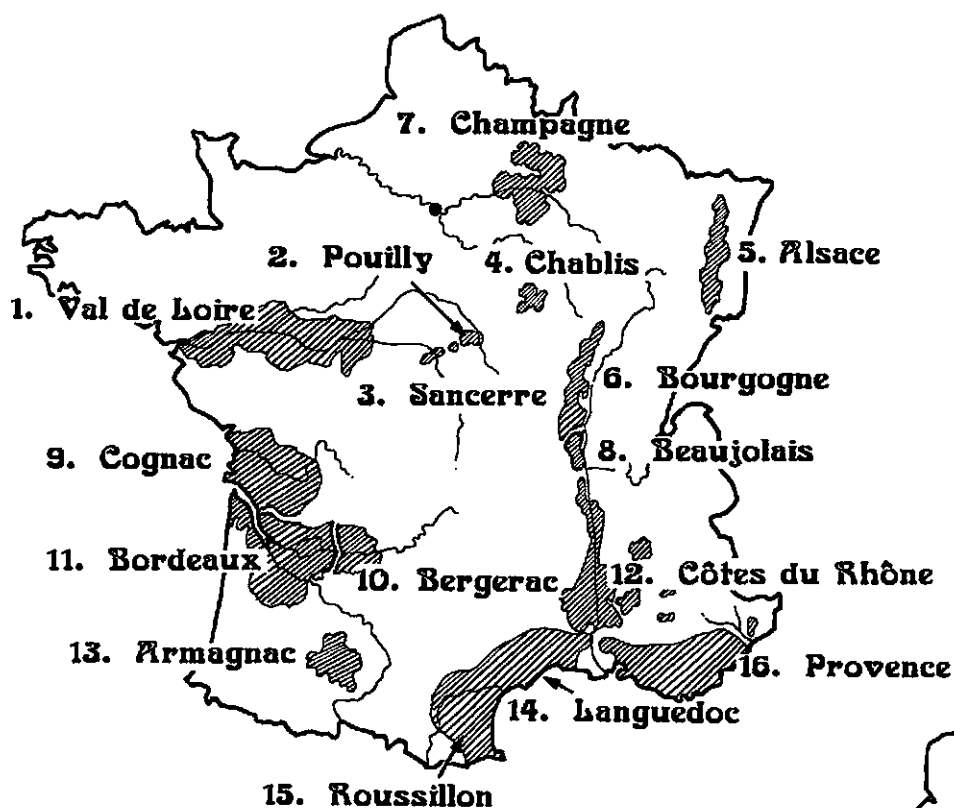 7. Champagne
2. Pouilly
4. Chablis
5. Alsace
1. Val de Loire
3. Sancerre
6. Bourgogne
9. Cognac
8. Beaujolais
11. Bordeaux
10. Bergerac
12. Côtes du Rhône
13. Armagnac
16. Provence
14. Languedoc
15. Roussillon